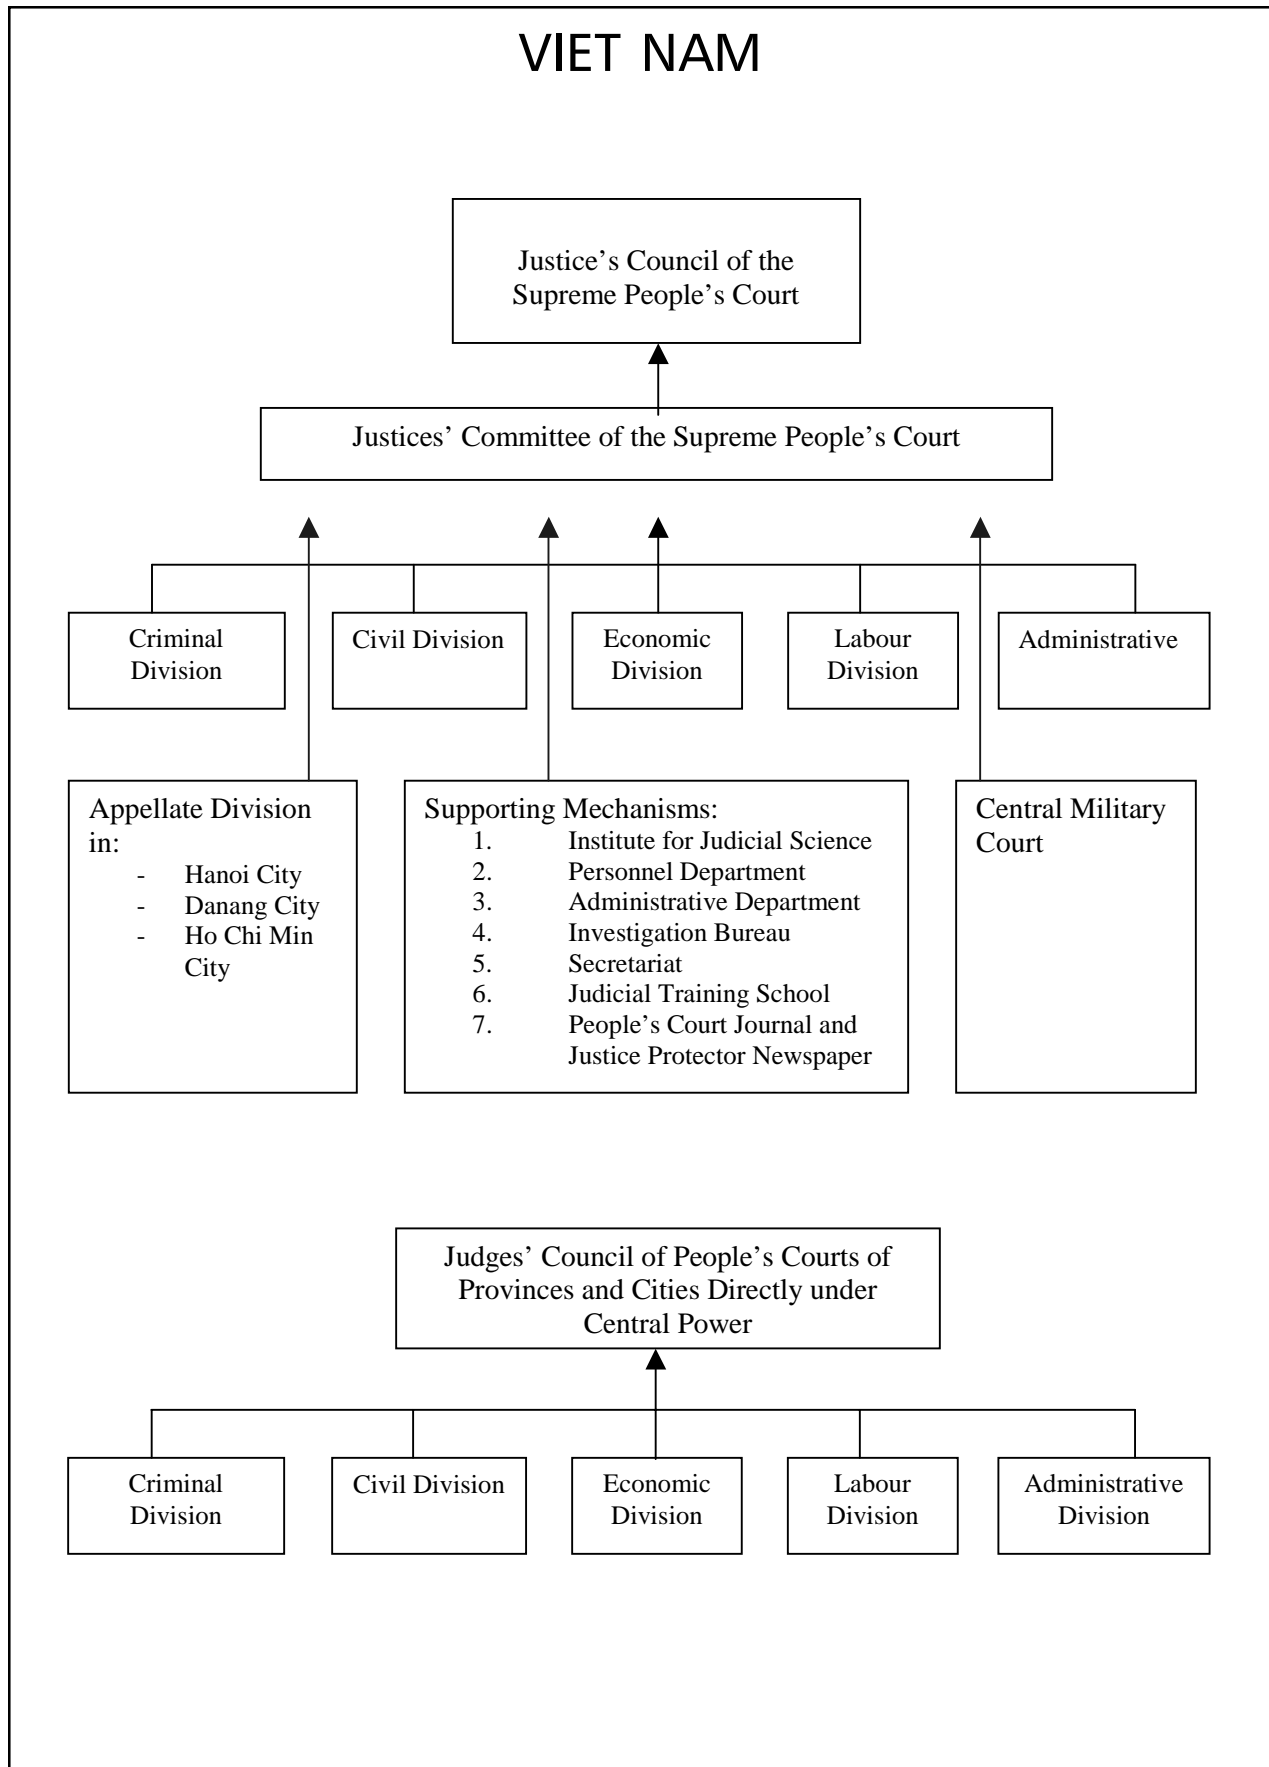 VIET NAM
Justice’s Council of the
Supreme People’s Court
Justices’ Committee of the Supreme People’s Court
Criminal
Division
Civil Division
Economic
Division
Labour
Division
Administrative
Appellate Division
in:
- Hanoi City
- Danang City
- Ho Chi Min
City
Supporting Mechanisms:
1. Institute for Judicial Science
2. Personnel Department
3. Administrative Department
4. Investigation Bureau
5. Secretariat
6. Judicial Training School
7. People’s Court Journal and
Justice Protector Newspaper
Central Military
Court
Judges’ Council of People’s Courts of
Provinces and Cities Directly under
Central Power
Criminal
Division
Civil Division
Economic
Division
Labour
Division
Administrative
Division